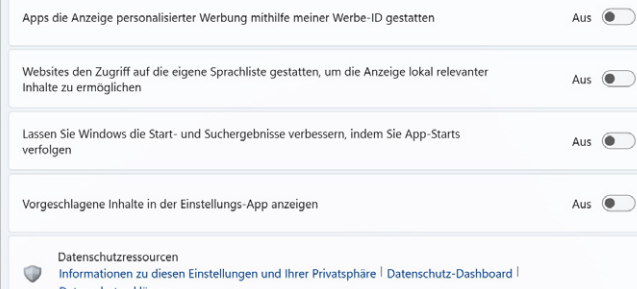 Apps die Anzeige personalisierter Werbung mithilfe meiner Werbe-ID gestatten
Aus
Websites den Zugriff auf die eigene Sprachliste gestatten, um die Anzeige lokal relevanter
Inhalte zu ermöglichen
Aus
Lassen Sie Windows die Start- und Suchergebnisse verbessern, indem Sie App-Starts
verfolgen
Aus
Vorgeschlagene Inhalte in der Einstellungs-App anzeigen
Aus
Datenschutzressourcen
Informationen zu diesen Einstellungen und Ihrer Privatsphäre | Datenschutz-Dashboard |